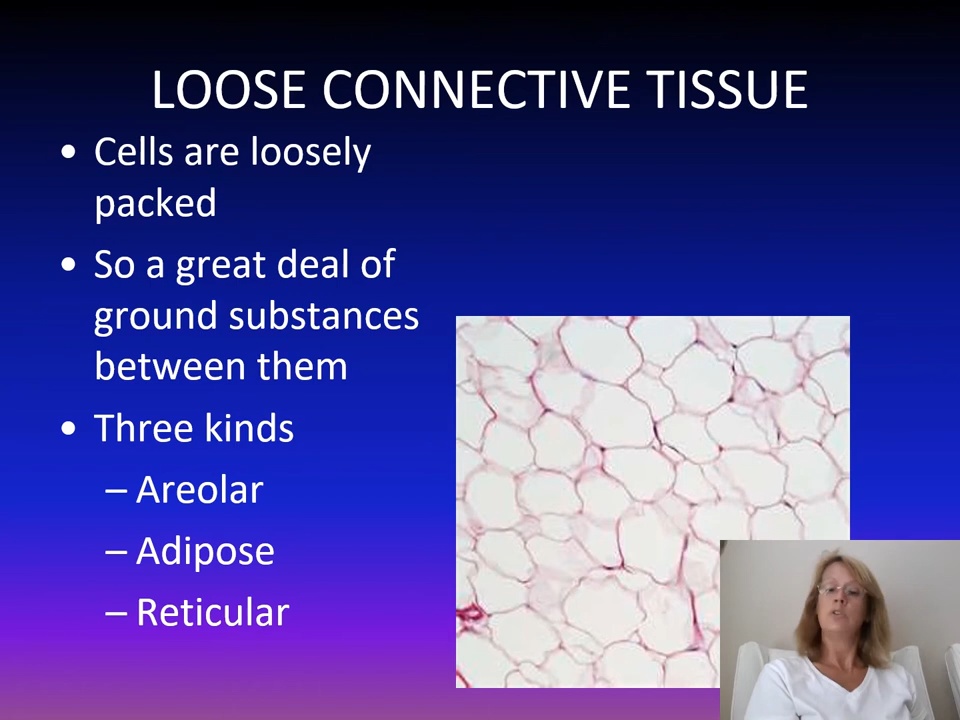 LOOSE CONNECTIVE TISSUE
• Cells are loosely
packed
• So a great deal of
ground substances
between them
• Three kinds
– Areolar
– Adipose
– Reticular